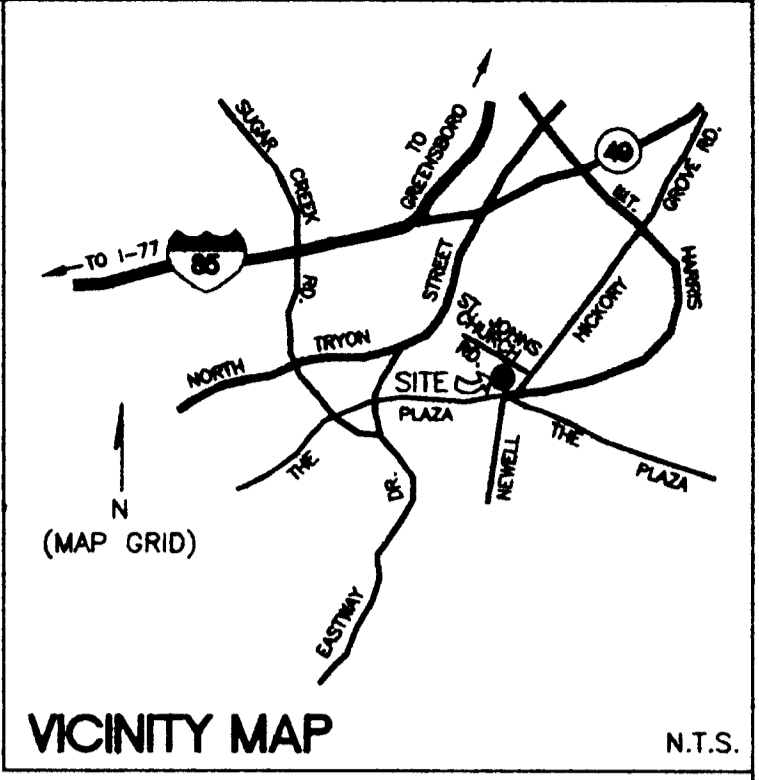 SUGAR
CREEK
RD.
TO
GREENSBORO
49
MT.
GROVE RD.
TO I-77
85
STREET
HARRIS
HICKORY
ST. JOHNS
CHURCH
RD.
NORTH
TRYON
SITE
PLAZA
THE
THE
PLAZA
NEWELL
DR.
EASTWAY
N
(MAP GRID)
VICINITY MAP
N.T.S.